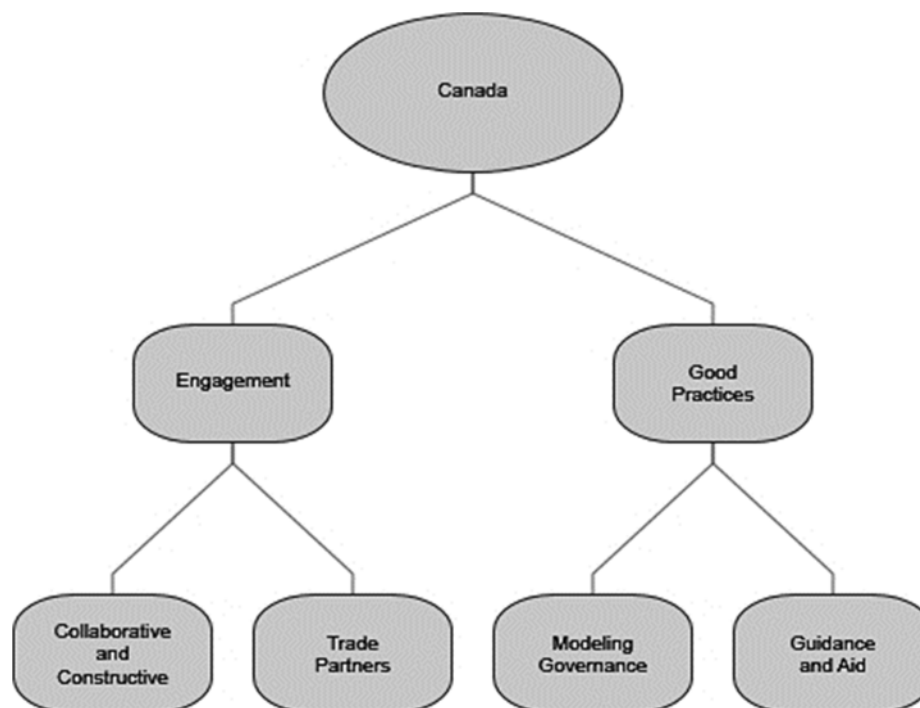 Canada
Engagement
Good
Practices
Collaborative
and
Constructive
Trade
Partners
Modeling
Governance
Guidance
and Aid